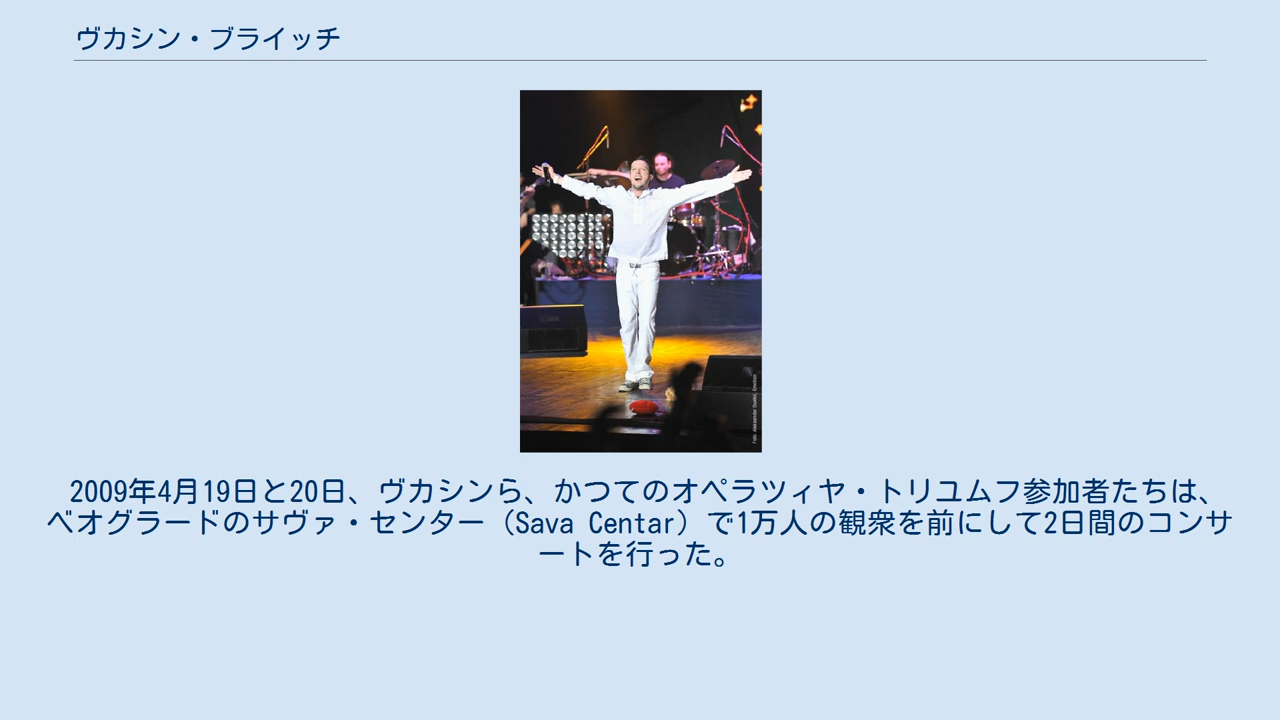 ヴカシン・ブライッチ
2009年4月19日と20日、ヴカシンら、かつてのオペラツィヤ・トリユムフ参加者たちは、
ベオグラードのサヴァ・センター（Sava Centar）で1万人の観衆を前にして2日間のコンサ
ートを行った。